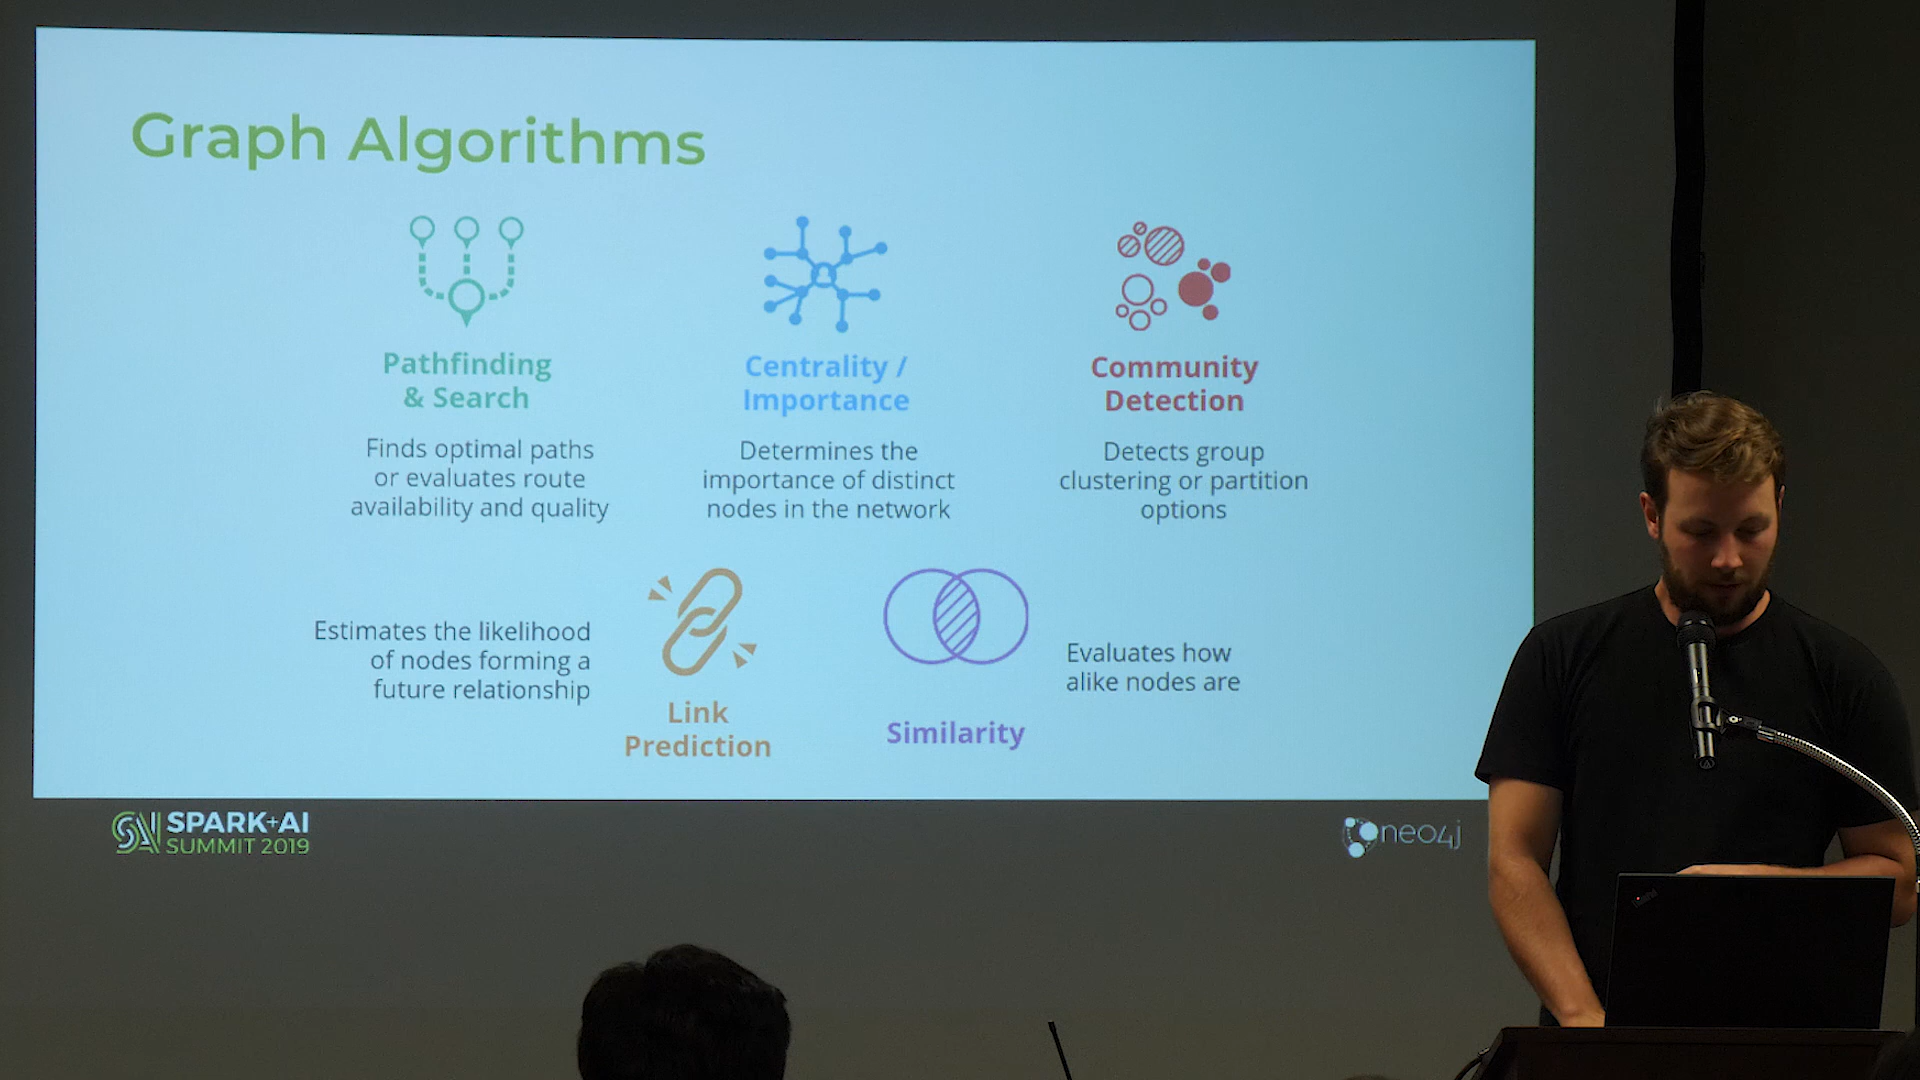 Graph Algorithms
Pathfinding
& Search
Finds optimal paths
or evaluates route
availability and quality
Centrality /
Importance
Determines the
importance of distinct
nodes in the network
Community
Detection
Detects group
clustering or partition
options
Estimates the likelihood
of nodes forming a
future relationship
Link
Prediction
Similarity
Evaluates how
alike nodes are
SPARK+AI
SUMMIT 2019
neo4j